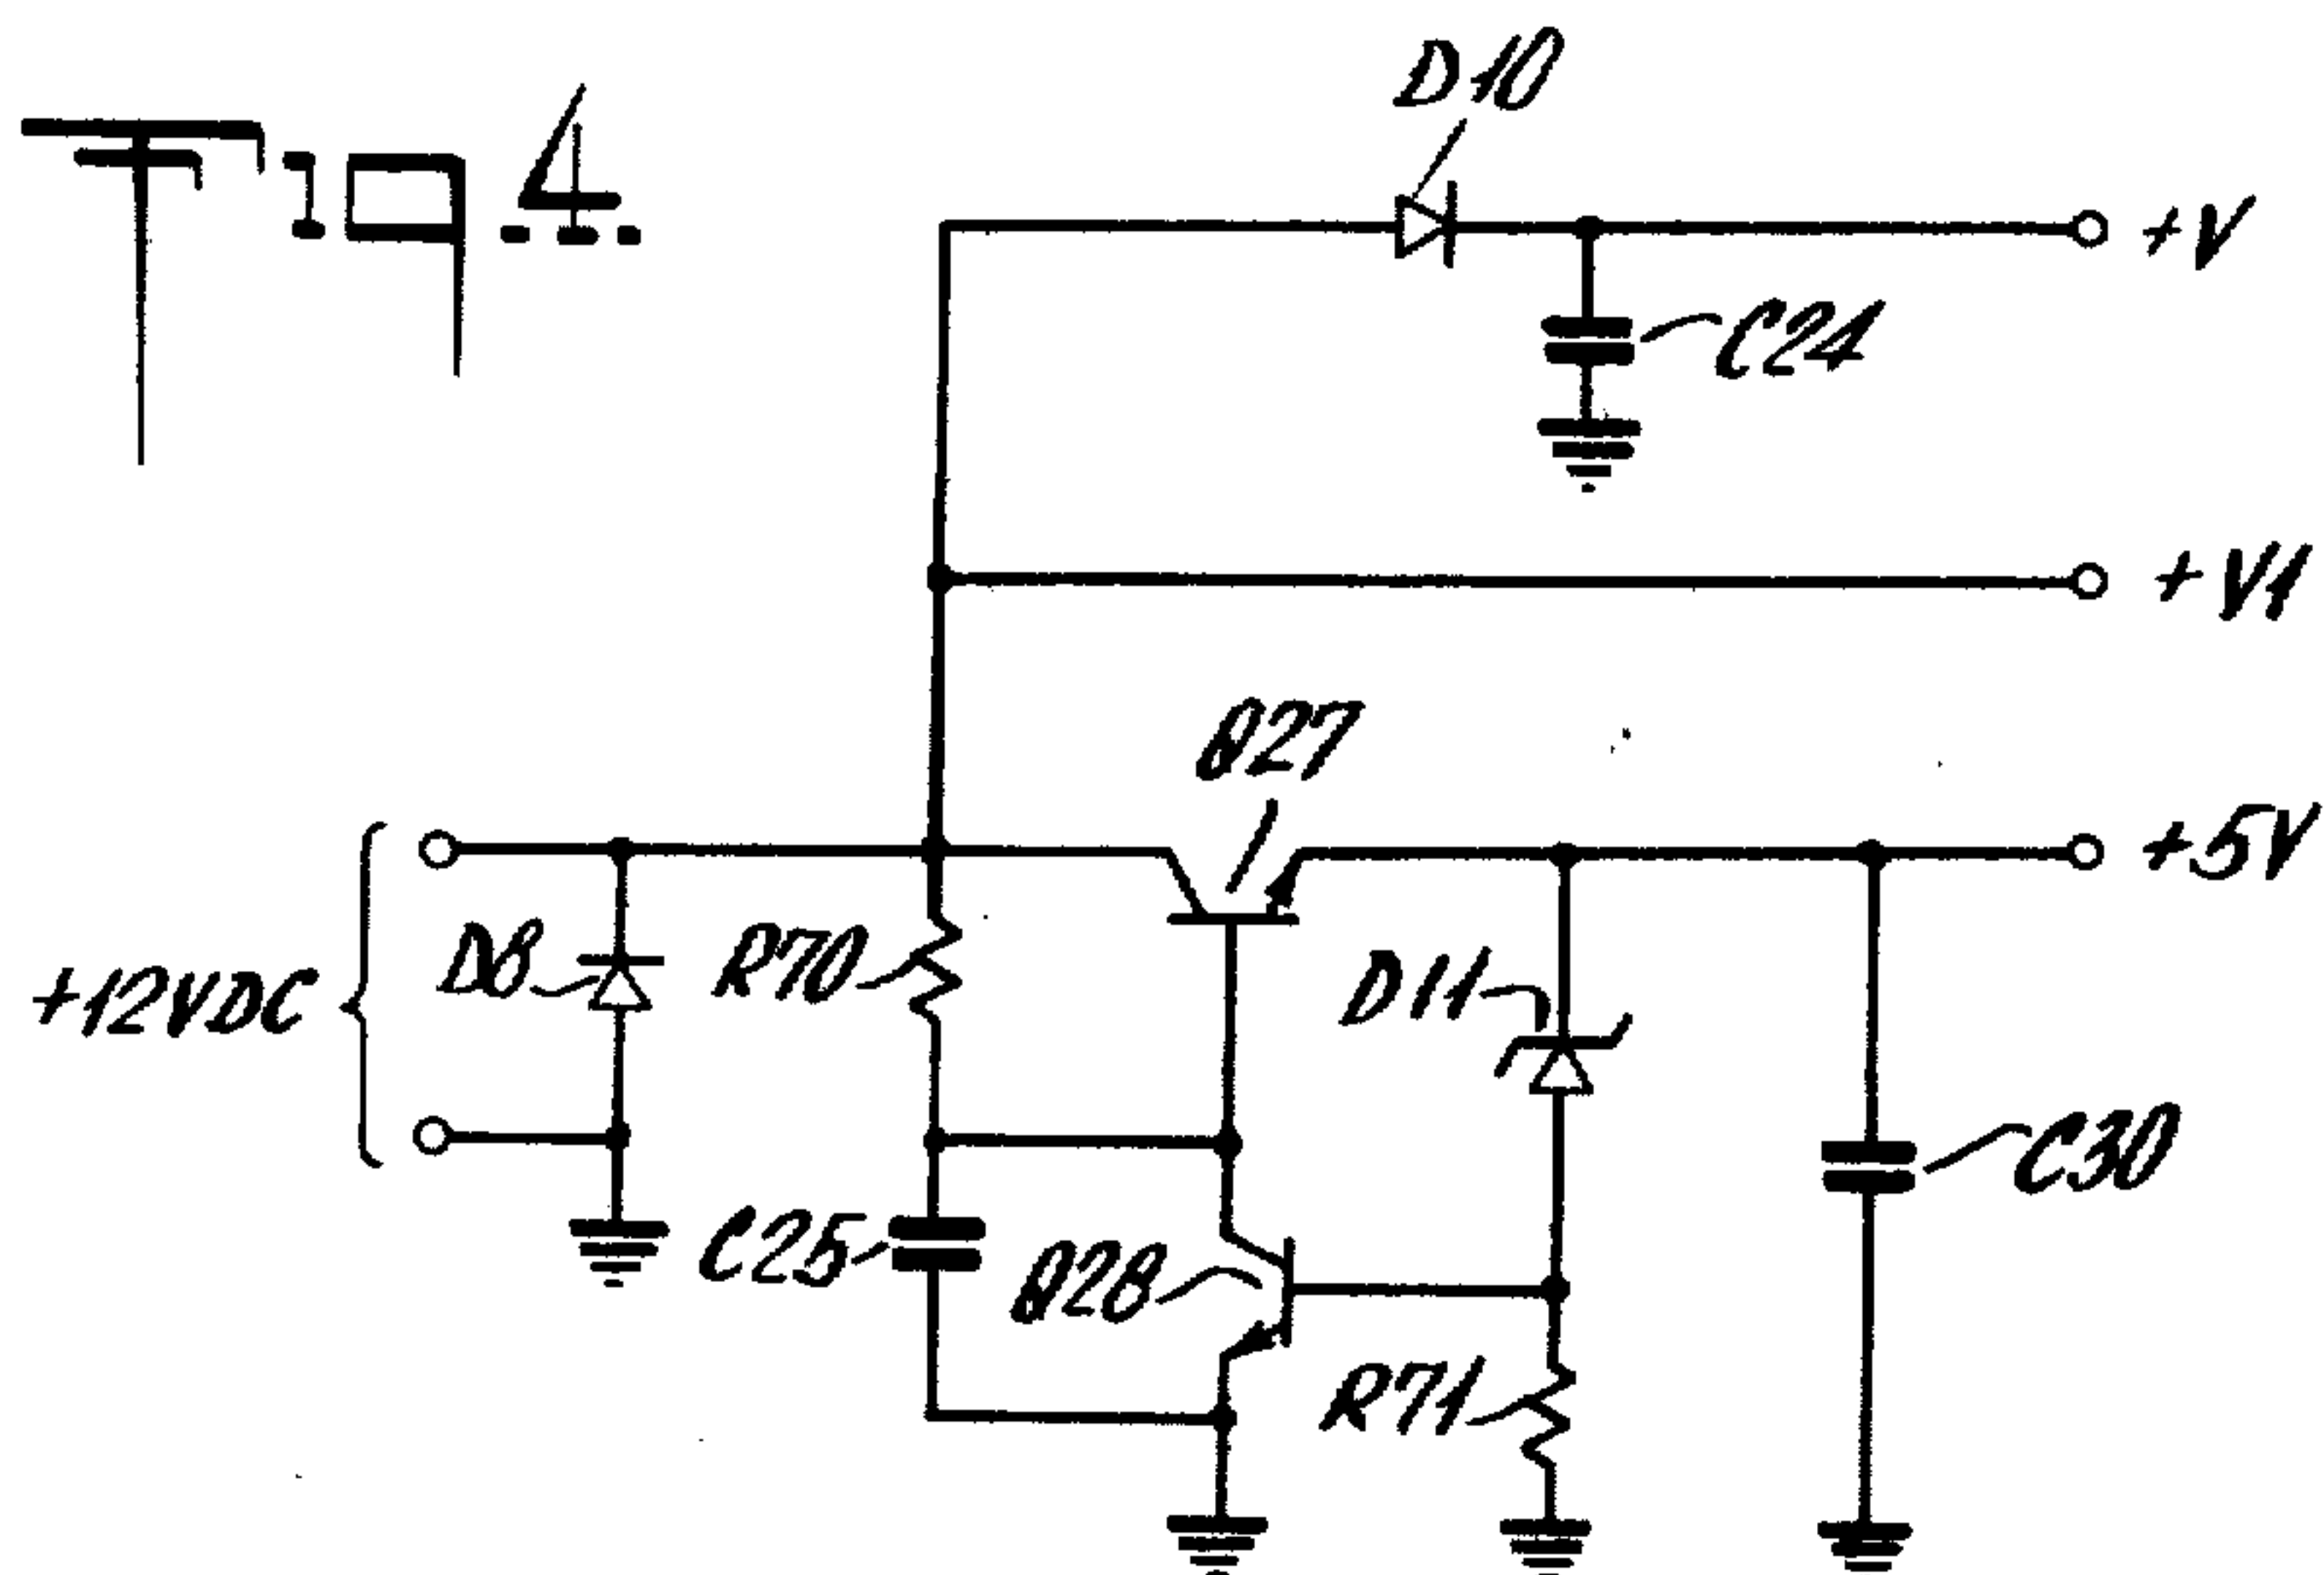 Fig. 4.
D10
+V
C24
+V1
Q27
+5V
+12VDC
D8
R70
D11
C30
C25
Q28
R71